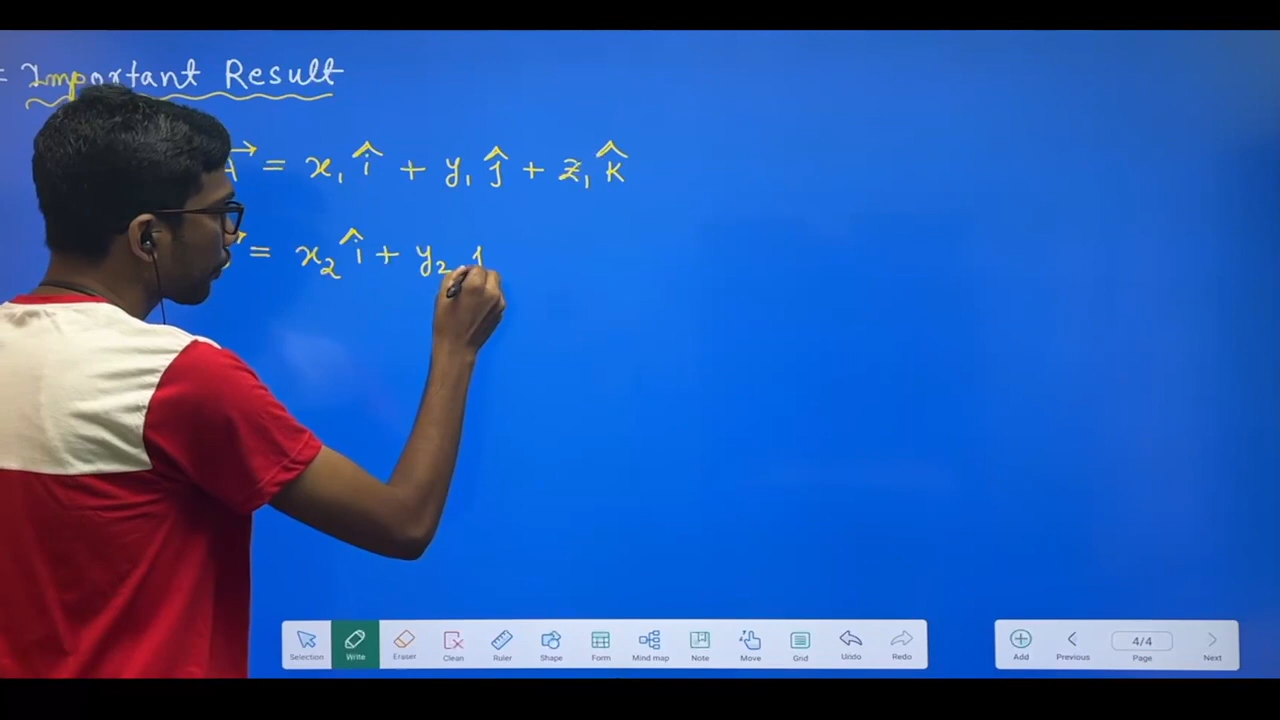 = Important Result
A⃗ = x₁ î + y₁ ĵ + z₁ k̂
= x₂ î + y₂ j
Selection Write Eraser Clean Ruler Shape Form Mind map Note Move Grid Undo Redo
Add Previous 4/4 Page Next